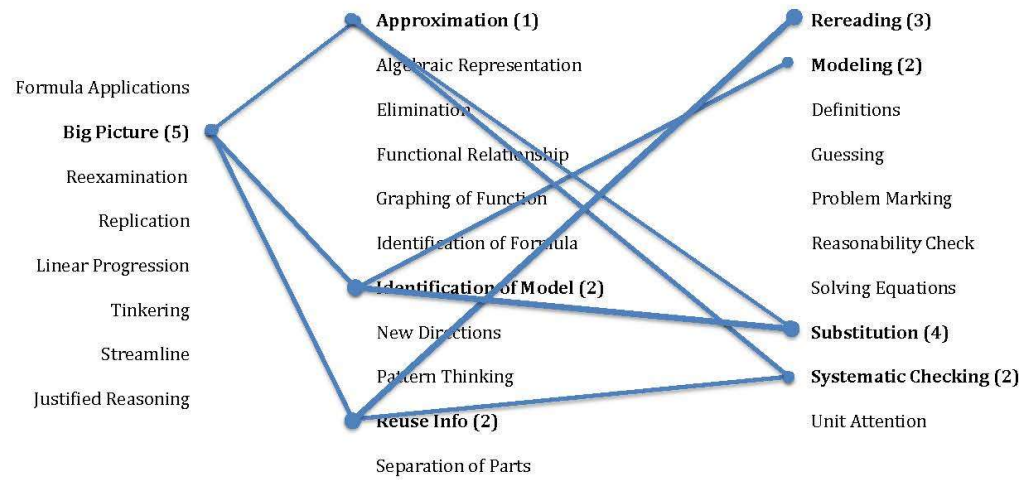 Formula Applications
Big Picture (5)
Reexamination
Replication
Linear Progression
Tinkering
Streamline
Justified Reasoning
Approximation (1)
Algebraic Representation
Elimination
Functional Relationship
Graphing of Function
Identification of Formula
Identification of Model (2)
New Directions
Pattern Thinking
Reuse Info (2)
Separation of Parts
Rereading (3)
Modeling (2)
Definitions
Guessing
Problem Marking
Reasonability Check
Solving Equations
Substitution (4)
Systematic Checking (2)
Unit Attention